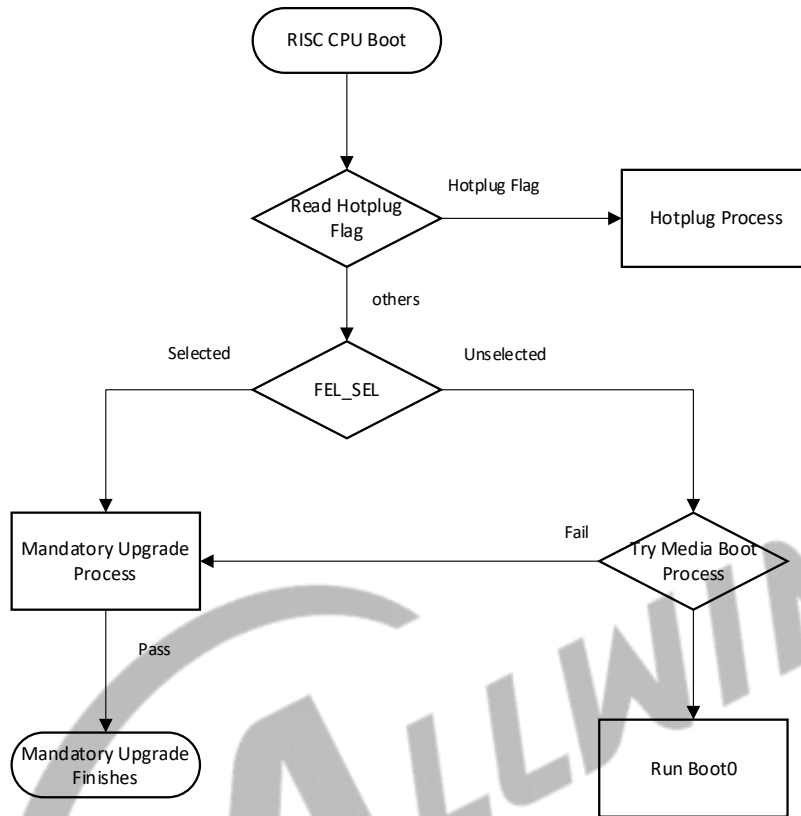 RISC CPU Boot
Hotplug Flag
Read Hotplug
Flag
Hotplug Process
others
Selected
Unselected
FEL_SEL
Mandatory Upgrade
Process
Fail
Try Media Boot
Process
Pass
Mandatory Upgrade
Finishes
Run Boot0
ALLWIN